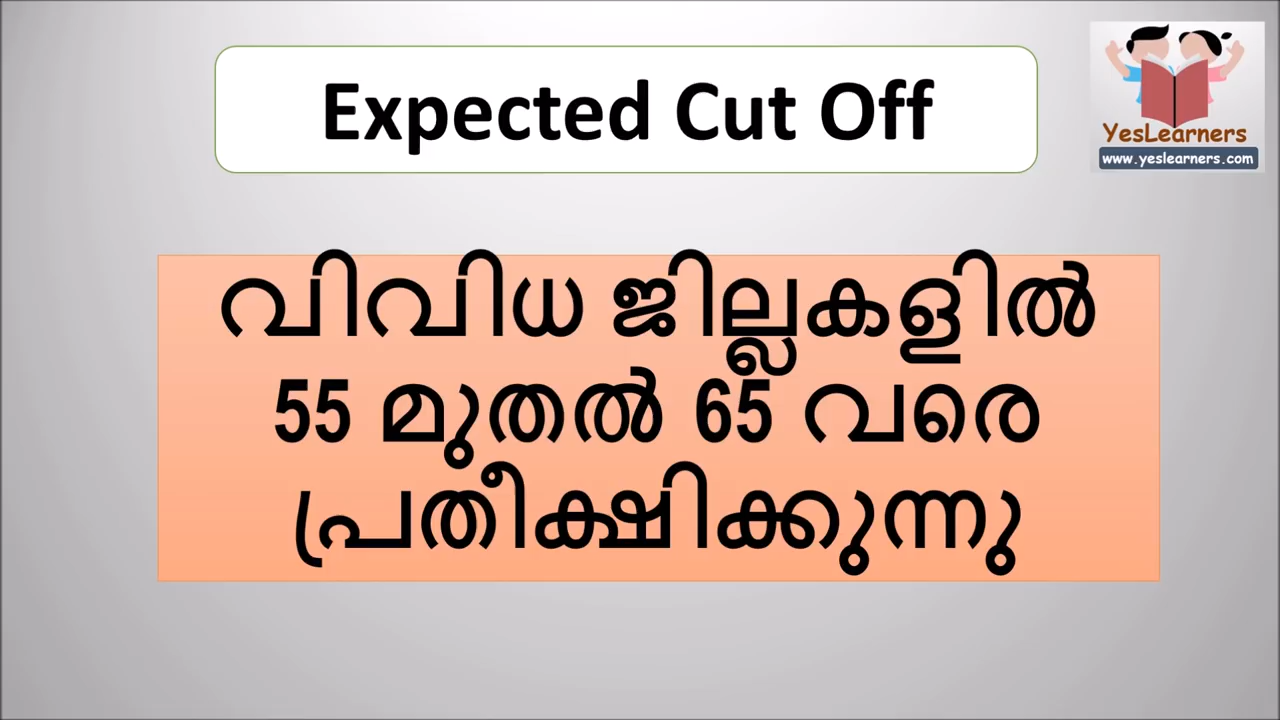 Expected Cut Off
YesLearners
www.yeslearners.com
വിവിധ ജില്ലകളിൽ
55 മുതൽ 65 വരെ
പ്രതീക്ഷിക്കുന്നു